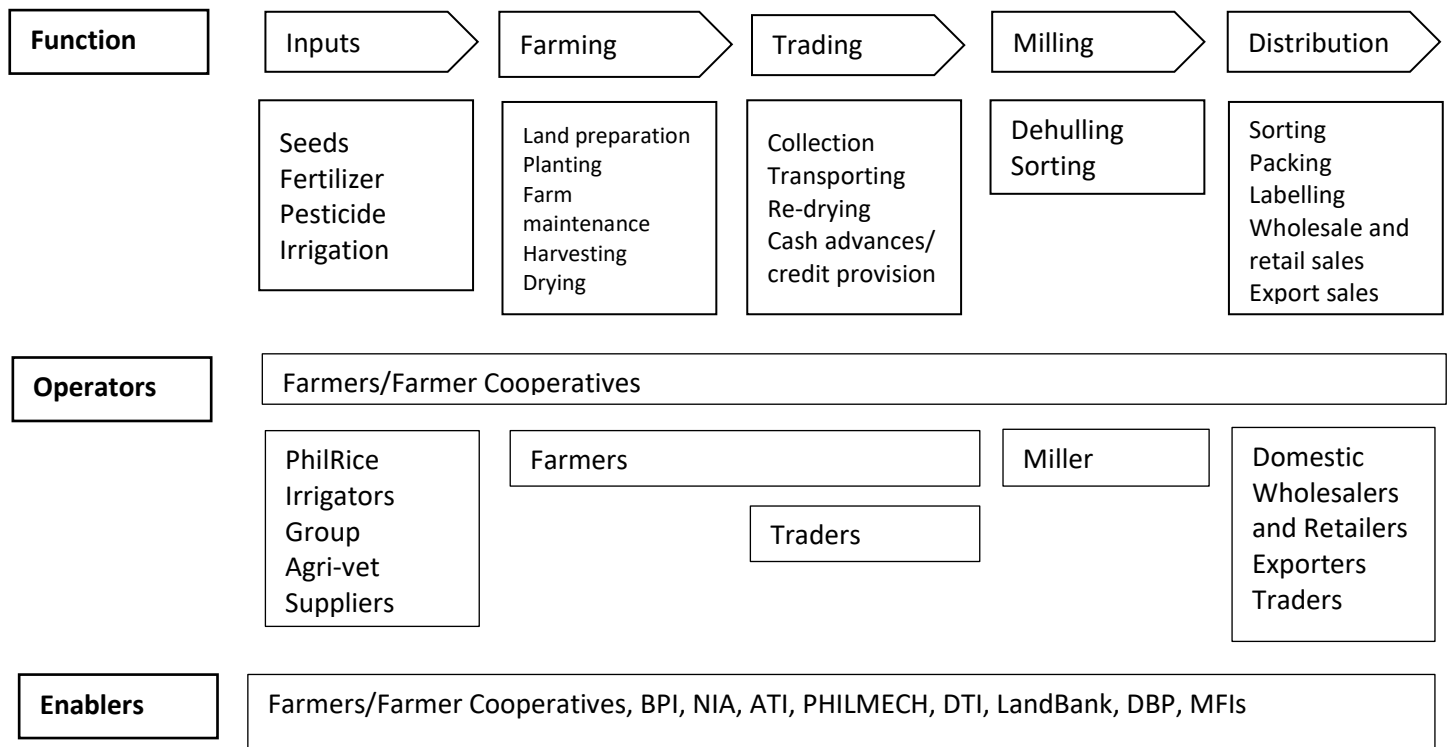 Function
Inputs
Farming
Trading
Milling
Distribution
Seeds
Fertilizer
Pesticide
Irrigation
Land preparation
Planting
Farm
maintenance
Harvesting
Drying
Collection
Transporting
Re-drying
Cash advances/
credit provision
Dehulling
Sorting
Sorting
Packing
Labelling
Wholesale and
retail sales
Export sales
Operators
Farmers/Farmer Cooperatives
PhilRice
Irrigators
Group
Agri-vet
Suppliers
Farmers
Traders
Miller
Domestic
Wholesalers
and Retailers
Exporters
Traders
Enablers
Farmers/Farmer Cooperatives, BPI, NIA, ATI, PHILMECH, DTI, LandBank, DBP, MFIs